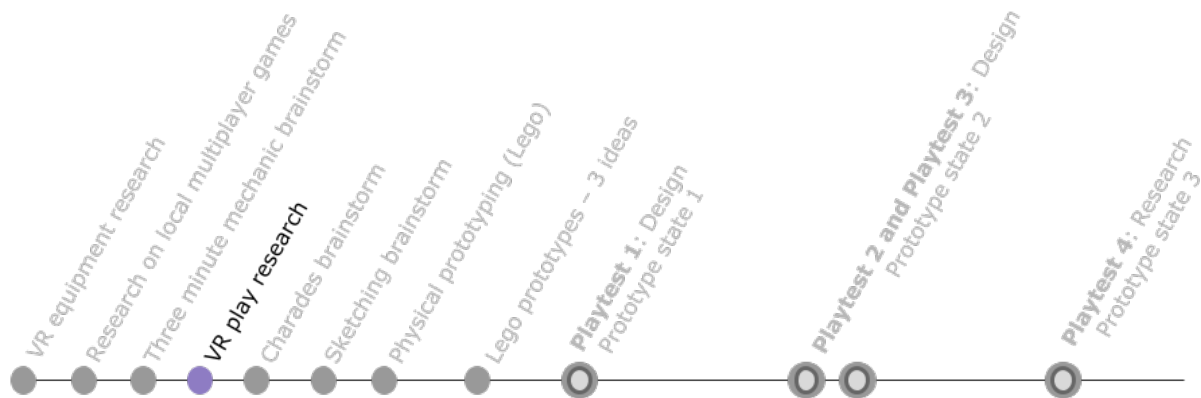 VR equipment research
Research on local multiplayer games
Three minute mechanic brainstorm
VR play research
Charades brainstorm
Sketching brainstorm
Physical prototyping (Lego)
Lego prototypes – 3 ideas
Playtest 1: Design
Prototype state 1
Playtest 2 and Playtest 3: Design
Prototype state 2
Playtest 4: Research
Prototype state 3